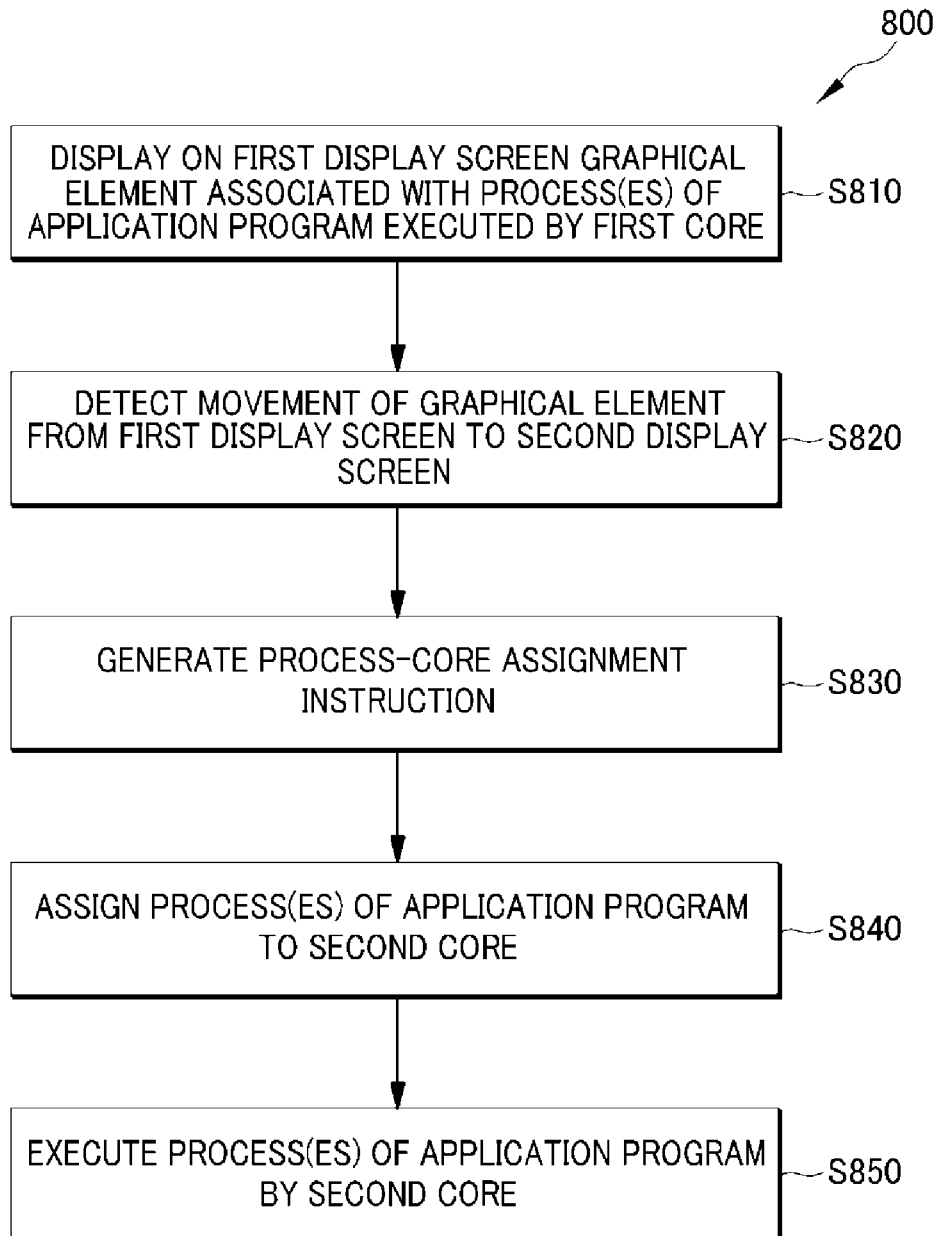 800
DISPLAY ON FIRST DISPLAY SCREEN GRAPHICAL
ELEMENT ASSOCIATED WITH PROCESS(ES) OF
APPLICATION PROGRAM EXECUTED BY FIRST CORE
S810
DETECT MOVEMENT OF GRAPHICAL ELEMENT
FROM FIRST DISPLAY SCREEN TO SECOND DISPLAY
SCREEN
S820
GENERATE PROCESS-CORE ASSIGNMENT
INSTRUCTION
S830
ASSIGN PROCESS(ES) OF APPLICATION PROGRAM
TO SECOND CORE
S840
EXECUTE PROCESS(ES) OF APPLICATION PROGRAM
BY SECOND CORE
S850